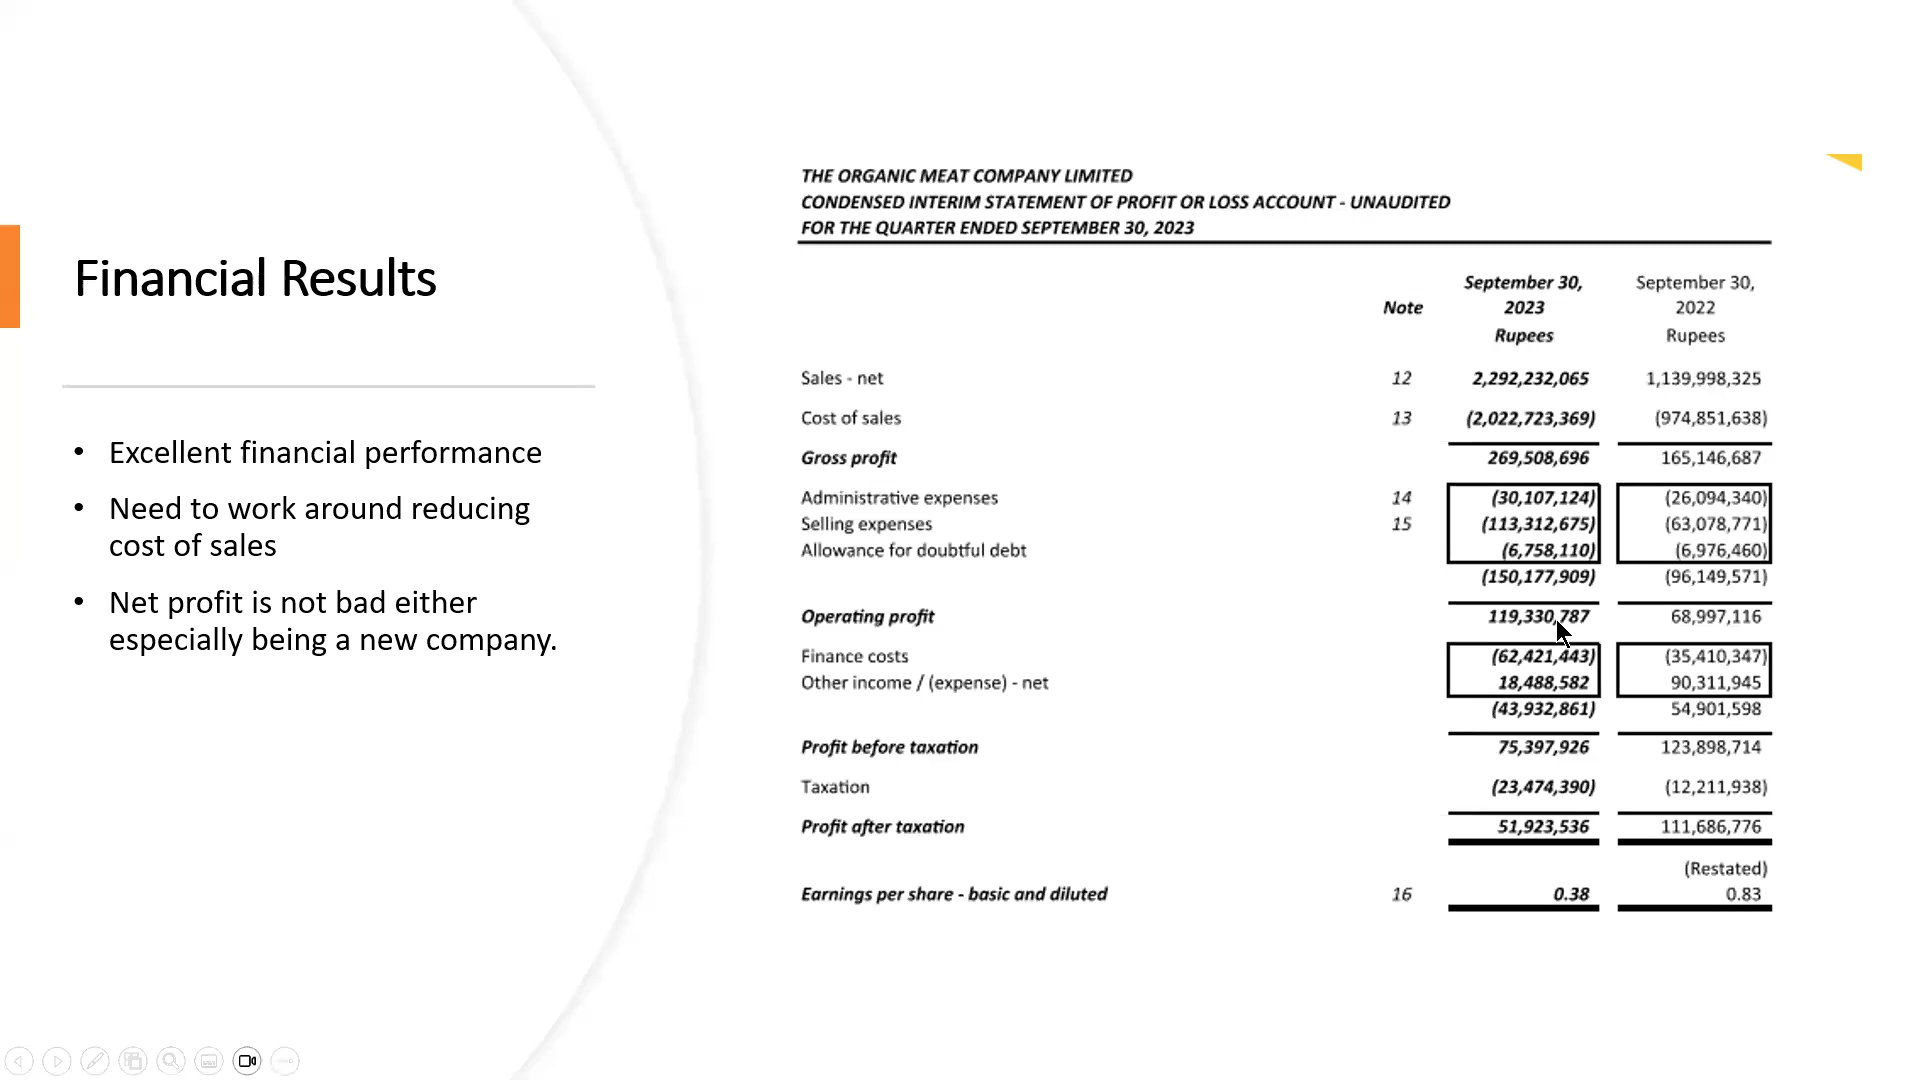 Financial Results
• Excellent financial performance
• Need to work around reducing
cost of sales
• Net profit is not bad either
especially being a new company.
THE ORGANIC MEAT COMPANY LIMITED
CONDENSED INTERIM STATEMENT OF PROFIT OR LOSS ACCOUNT - UNAUDITED
FOR THE QUARTER ENDED SEPTEMBER 30, 2023
September 30, September 30,
Note 2023 2022
Rupees Rupees
Sales - net 12 2,292,232,065 1,139,998,325
Cost of sales 13 (2,022,723,369) (974,851,638)
Gross profit 269,508,696 165,146,687
Administrative expenses 14 (30,107,124) (26,094,340)
Selling expenses 15 (113,312,675) (63,078,771)
Allowance for doubtful debt (6,758,110) (6,976,460)
(150,177,909) (96,149,571)
Operating profit 119,330,787 68,997,116
Finance costs (62,421,443) (35,410,347)
Other income / (expense) - net 18,488,582 90,311,945
(43,932,861) 54,901,598
Profit before taxation 75,397,926 123,898,714
Taxation (23,474,390) (12,211,938)
Profit after taxation 51,923,536 111,686,776
(Restated)
Earnings per share - basic and diluted 16 0.38 0.83